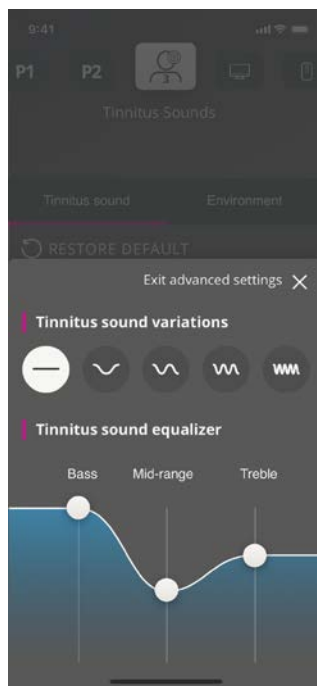 9:41
P1 P2 3
Tinnitus Sounds
Tinnitus sound Environment
RESTORE DEFAULT
Exit advanced settings
Tinnitus sound variations
Tinnitus sound equalizer
Bass Mid-range Treble